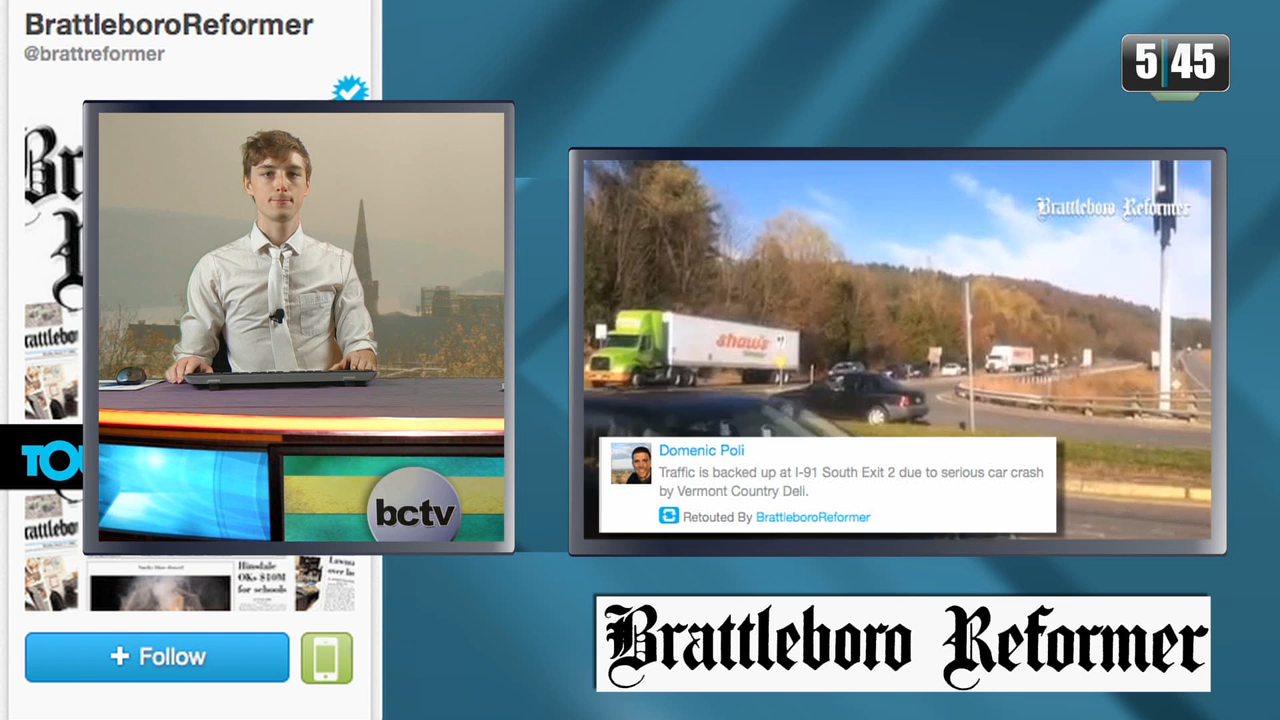 BrattleboroReformer
@brattreformer
5 45
Brattleboro Reformer
shaw's
Domenic Poli
Traffic is backed up at I-91 South Exit 2 due to serious car crash
by Vermont Country Deli.
Retouted By BrattleboroReformer
bctv
Hinsdale
OKs $10M
for schools
+ Follow
Brattleboro Reformer